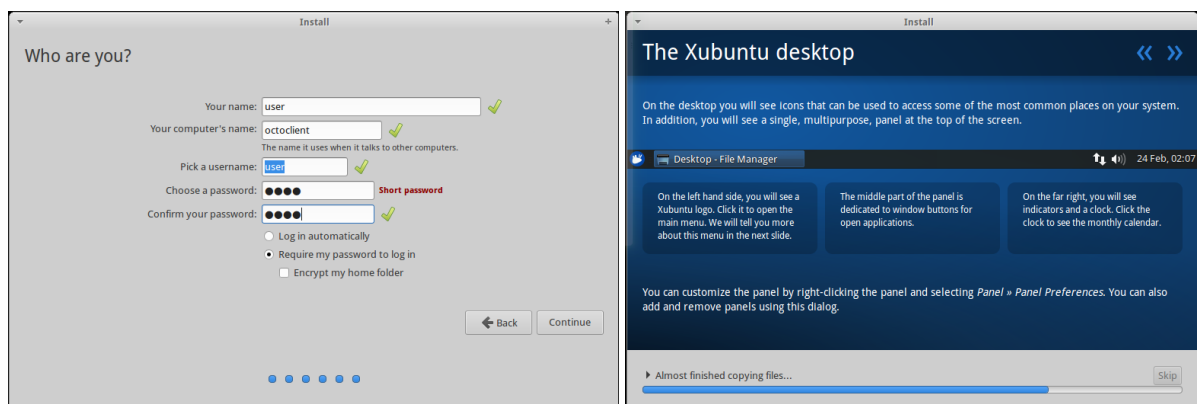 Install
Who are you?
Your name: user
Your computer's name: octoclient
The name it uses when it talks to other computers.
Pick a username: user
Choose a password: ●●●● Short password
Confirm your password: ●●●●
Log in automatically
Require my password to log in
Encrypt my home folder
Back Continue
Install
The Xubuntu desktop
On the desktop you will see icons that can be used to access some of the most common places on your system.
In addition, you will see a single, multipurpose, panel at the top of the screen.
Desktop - File Manager 24 Feb, 02:07
On the left hand side, you will see a
Xubuntu logo. Click it to open the
main menu. We will tell you more
about this menu in the next slide.
The middle part of the panel is
dedicated to window buttons for
open applications.
On the far right, you will see
indicators and a clock. Click the
clock to see the monthly calendar.
You can customize the panel by right-clicking the panel and selecting Panel » Panel Preferences. You can also
add and remove panels using this dialog.
Almost finished copying files...
Skip